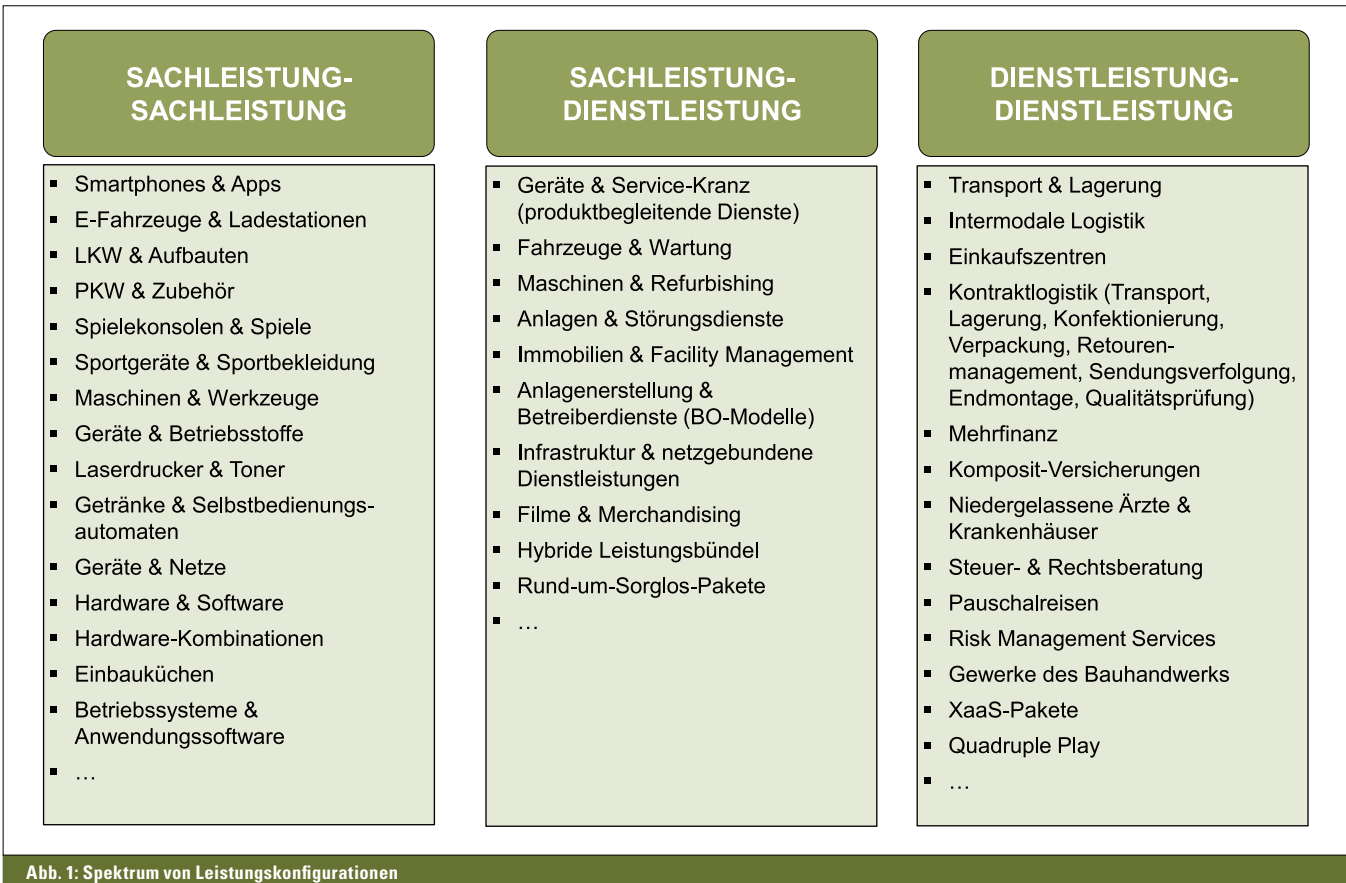 SACHLEISTUNG-
SACHLEISTUNG
▪ Smartphones & Apps
▪ E-Fahrzeuge & Ladestationen
▪ LKW & Aufbauten
▪ PKW & Zubehör
▪ Spielekonsolen & Spiele
▪ Sportgeräte & Sportbekleidung
▪ Maschinen & Werkzeuge
▪ Geräte & Betriebsstoffe
▪ Laserdrucker & Toner
▪ Getränke & Selbstbedienungs-
automaten
▪ Geräte & Netze
▪ Hardware & Software
▪ Hardware-Kombinationen
▪ Einbauküchen
▪ Betriebssysteme &
Anwendungssoftware
▪ …
SACHLEISTUNG-
DIENSTLEISTUNG
▪ Geräte & Service-Kranz
(produktbegleitende Dienste)
▪ Fahrzeuge & Wartung
▪ Maschinen & Refurbishing
▪ Anlagen & Störungsdienste
▪ Immobilien & Facility Management
▪ Anlagenerstellung &
Betreiberdienste (BO-Modelle)
▪ Infrastruktur & netzgebundene
Dienstleistungen
▪ Filme & Merchandising
▪ Hybride Leistungsbündel
▪ Rund-um-Sorglos-Pakete
▪ …
DIENSTLEISTUNG-
DIENSTLEISTUNG
▪ Transport & Lagerung
▪ Intermodale Logistik
▪ Einkaufszentren
▪ Kontraktlogistik (Transport,
Lagerung, Konfektionierung,
Verpackung, Retouren-
management, Sendungsverfolgung,
Endmontage, Qualitätsprüfung)
▪ Mehrfinanz
▪ Komposit-Versicherungen
▪ Niedergelassene Ärzte &
Krankenhäuser
▪ Steuer- & Rechtsberatung
▪ Pauschalreisen
▪ Risk Management Services
▪ Gewerke des Bauhandwerks
▪ XaaS-Pakete
▪ Quadruple Play
▪ …
Abb. 1: Spektrum von Leistungskonfigurationen